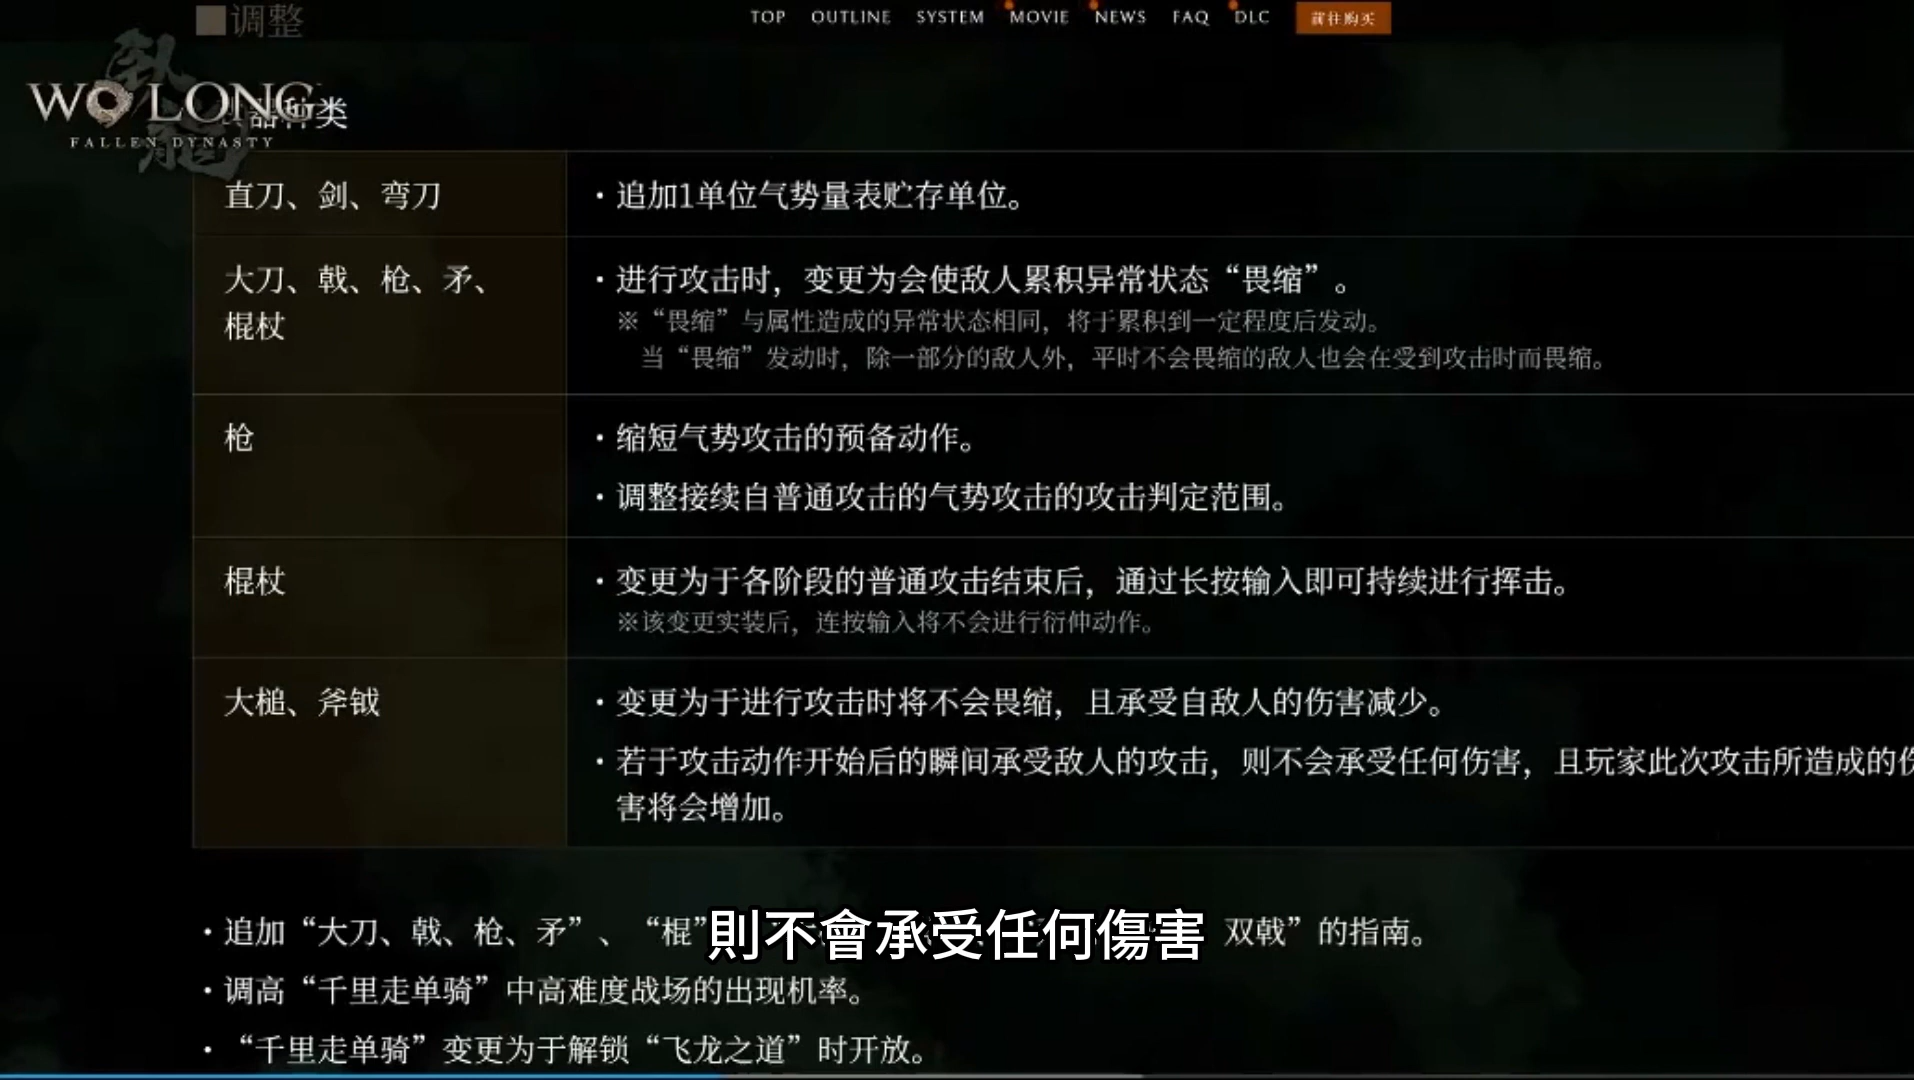 ■调整
TOP OUTLINE SYSTEM MOVIE NEWS FAQ DLC 前往购买
WO LONG
FALLEN DYNASTY
器种类
直刀、剑、弯刀
・追加1单位气势量表贮存单位。
大刀、戟、枪、矛、
棍杖
・进行攻击时，变更为会使敌人累积异常状态“畏缩”。
※“畏缩”与属性造成的异常状态相同，将于累积到一定程度后发动。
当“畏缩”发动时，除一部分的敌人外，平时不会畏缩的敌人也会在受到攻击时而畏缩。
枪
・缩短气势攻击的预备动作。
・调整接续自普通攻击的气势攻击的攻击判定范围。
棍杖
・变更为于各阶段的普通攻击结束后，通过长按输入即可持续进行挥击。
※该变更实装后，连按输入将不会进行衍伸动作。
大槌、斧钺
・变更为于进行攻击时将不会畏缩，且承受自敌人的伤害减少。
・若于攻击动作开始后的瞬间承受敌人的攻击，则不会承受任何伤害，且玩家此次攻击所造成的伤
害将会增加。
・追加“大刀、戟、枪、矛”、“棍” 双戟”的指南。
則不會承受任何傷害
・调高“千里走单骑”中高难度战场的出现机率。
・“千里走单骑”变更为于解锁“飞龙之道”时开放。